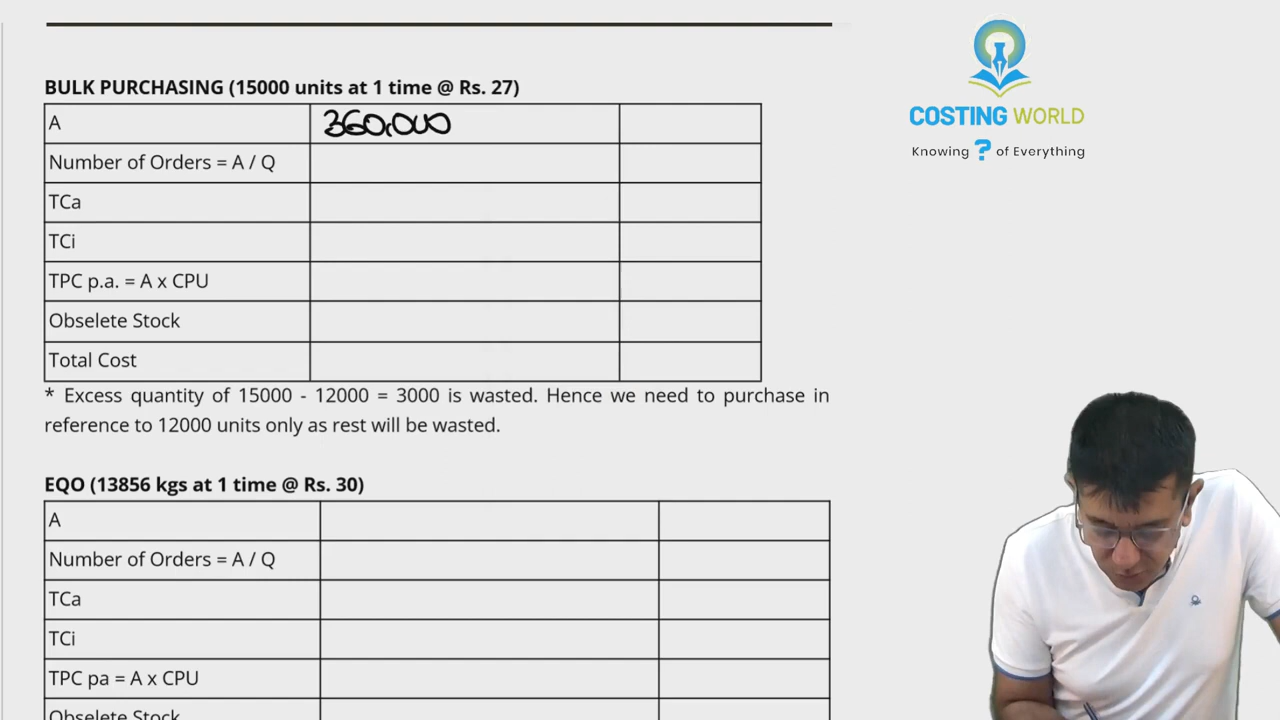 BULK PURCHASING (15000 units at 1 time @ Rs. 27)
A 360,000
Number of Orders = A / Q
TCa
TCi
TPC p.a. = A x CPU
Obselete Stock
Total Cost
* Excess quantity of 15000 - 12000 = 3000 is wasted. Hence we need to purchase in
reference to 12000 units only as rest will be wasted.
EQO (13856 kgs at 1 time @ Rs. 30)
A
Number of Orders = A / Q
TCa
TCi
TPC pa = A x CPU
Obselete Stock
COSTING WORLD
Knowing ? of Everything